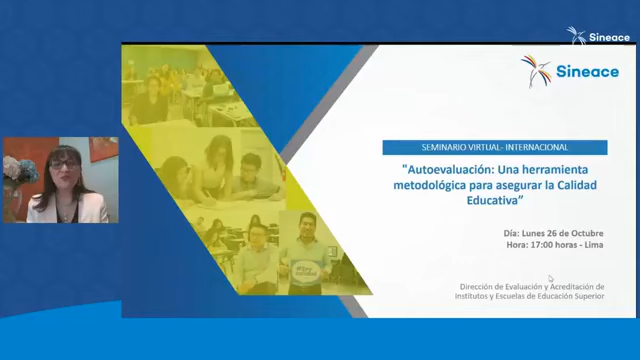 Sineace
Sineace
SEMINARIO VIRTUAL- INTERNACIONAL
"Autoevaluación: Una herramienta
metodológica para asegurar la Calidad
Educativa”
Día: Lunes 26 de Octubre
Hora: 17:00 horas - Lima
Dirección de Evaluación y Acreditación de
Institutos y Escuelas de Educación Superior